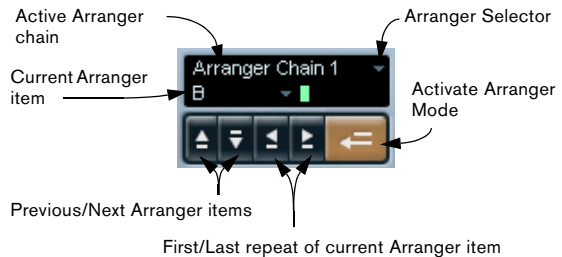 Active Arranger
chain
Arranger Selector
Arranger Chain 1
Current Arranger
item
B
Activate Arranger
Mode
Previous/Next Arranger items
First/Last repeat of current Arranger item